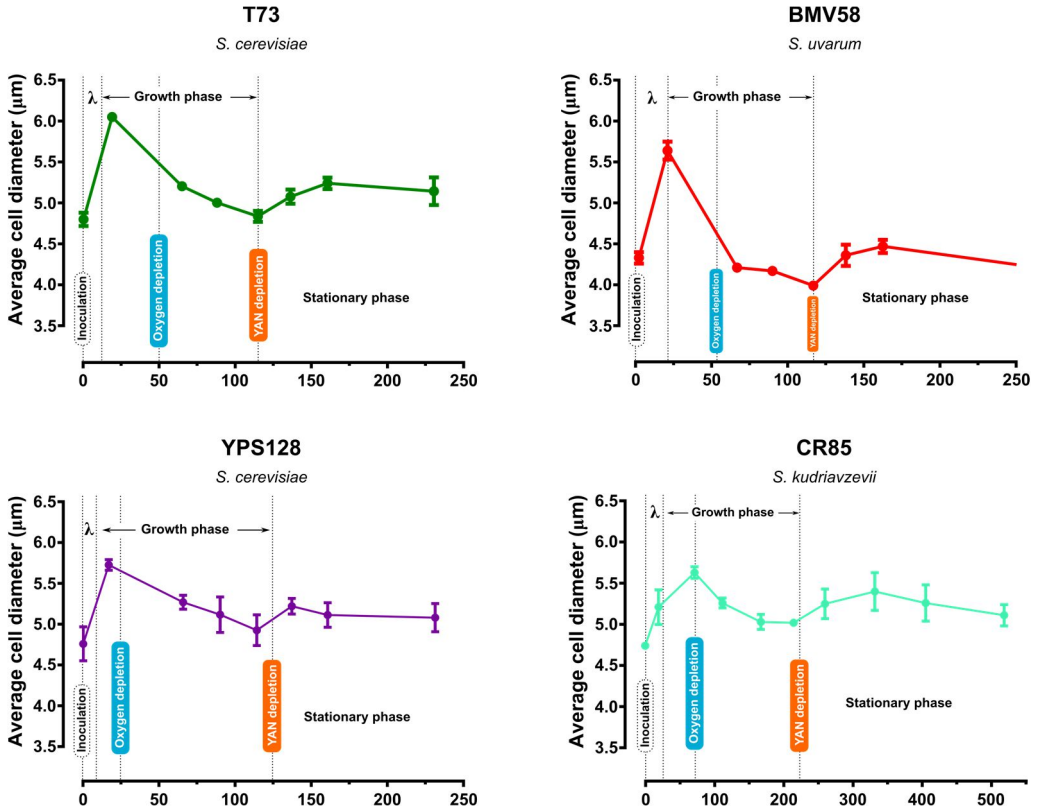 T73
S. cerevisiae
Average cell diameter (μm)
6.5
6.0
5.5
5.0
4.5
4.0
3.5
λ
Growth phase
Inoculation
Oxygen depletion
YAN depletion
Stationary phase
0 50 100 150 200 250
BMV58
S. uvarum
Average cell diameter (μm)
6.5
6.0
5.5
5.0
4.5
4.0
3.5
λ
Growth phase
Inoculation
Oxygen depletion
YAN depletion
Stationary phase
0 50 100 150 200 250
YPS128
S. cerevisiae
Average cell diameter (μm)
6.5
6.0
5.5
5.0
4.5
4.0
3.5
λ
Growth phase
Inoculation
Oxygen depletion
YAN depletion
Stationary phase
0 50 100 150 200 250
CR85
S. kudriavzevii
Average cell diameter (μm)
6.5
6.0
5.5
5.0
4.5
4.0
3.5
λ
Growth phase
Inoculation
Oxygen depletion
YAN depletion
Stationary phase
0 100 200 300 400 500